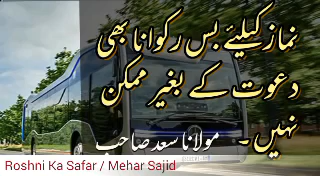 نماز کیلئے بس رکوانا بھی
دعوت کے بغیر ممکن
نہیں۔ مولانا سعد صاحب
Roshni Ka Safar / Mehar Sajid